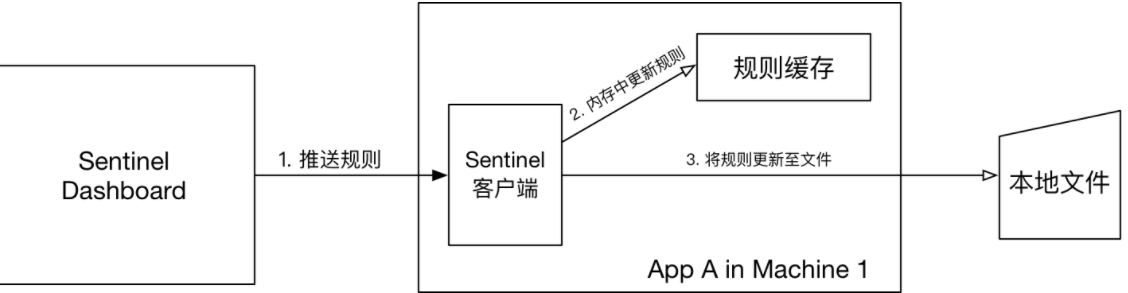 Sentinel
Dashboard
1. 推送规则
Sentinel
客户端
2. 内存中更新规则
规则缓存
3. 将规则更新至文件
本地文件
App A in Machine 1